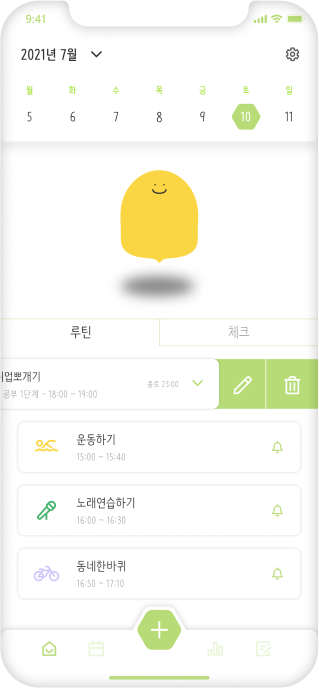 9:41
2021년 7월
월 화 수 목 금 토 일
5 6 7 8 9 10 11
루틴 체크
업뽀개기
공부 1단계 - 18:00 ~ 19:00
종료 23:00
운동하기
15:00 ~ 15:40
노래연습하기
16:00 ~ 16:30
동네한바퀴
16:50 ~ 17:10